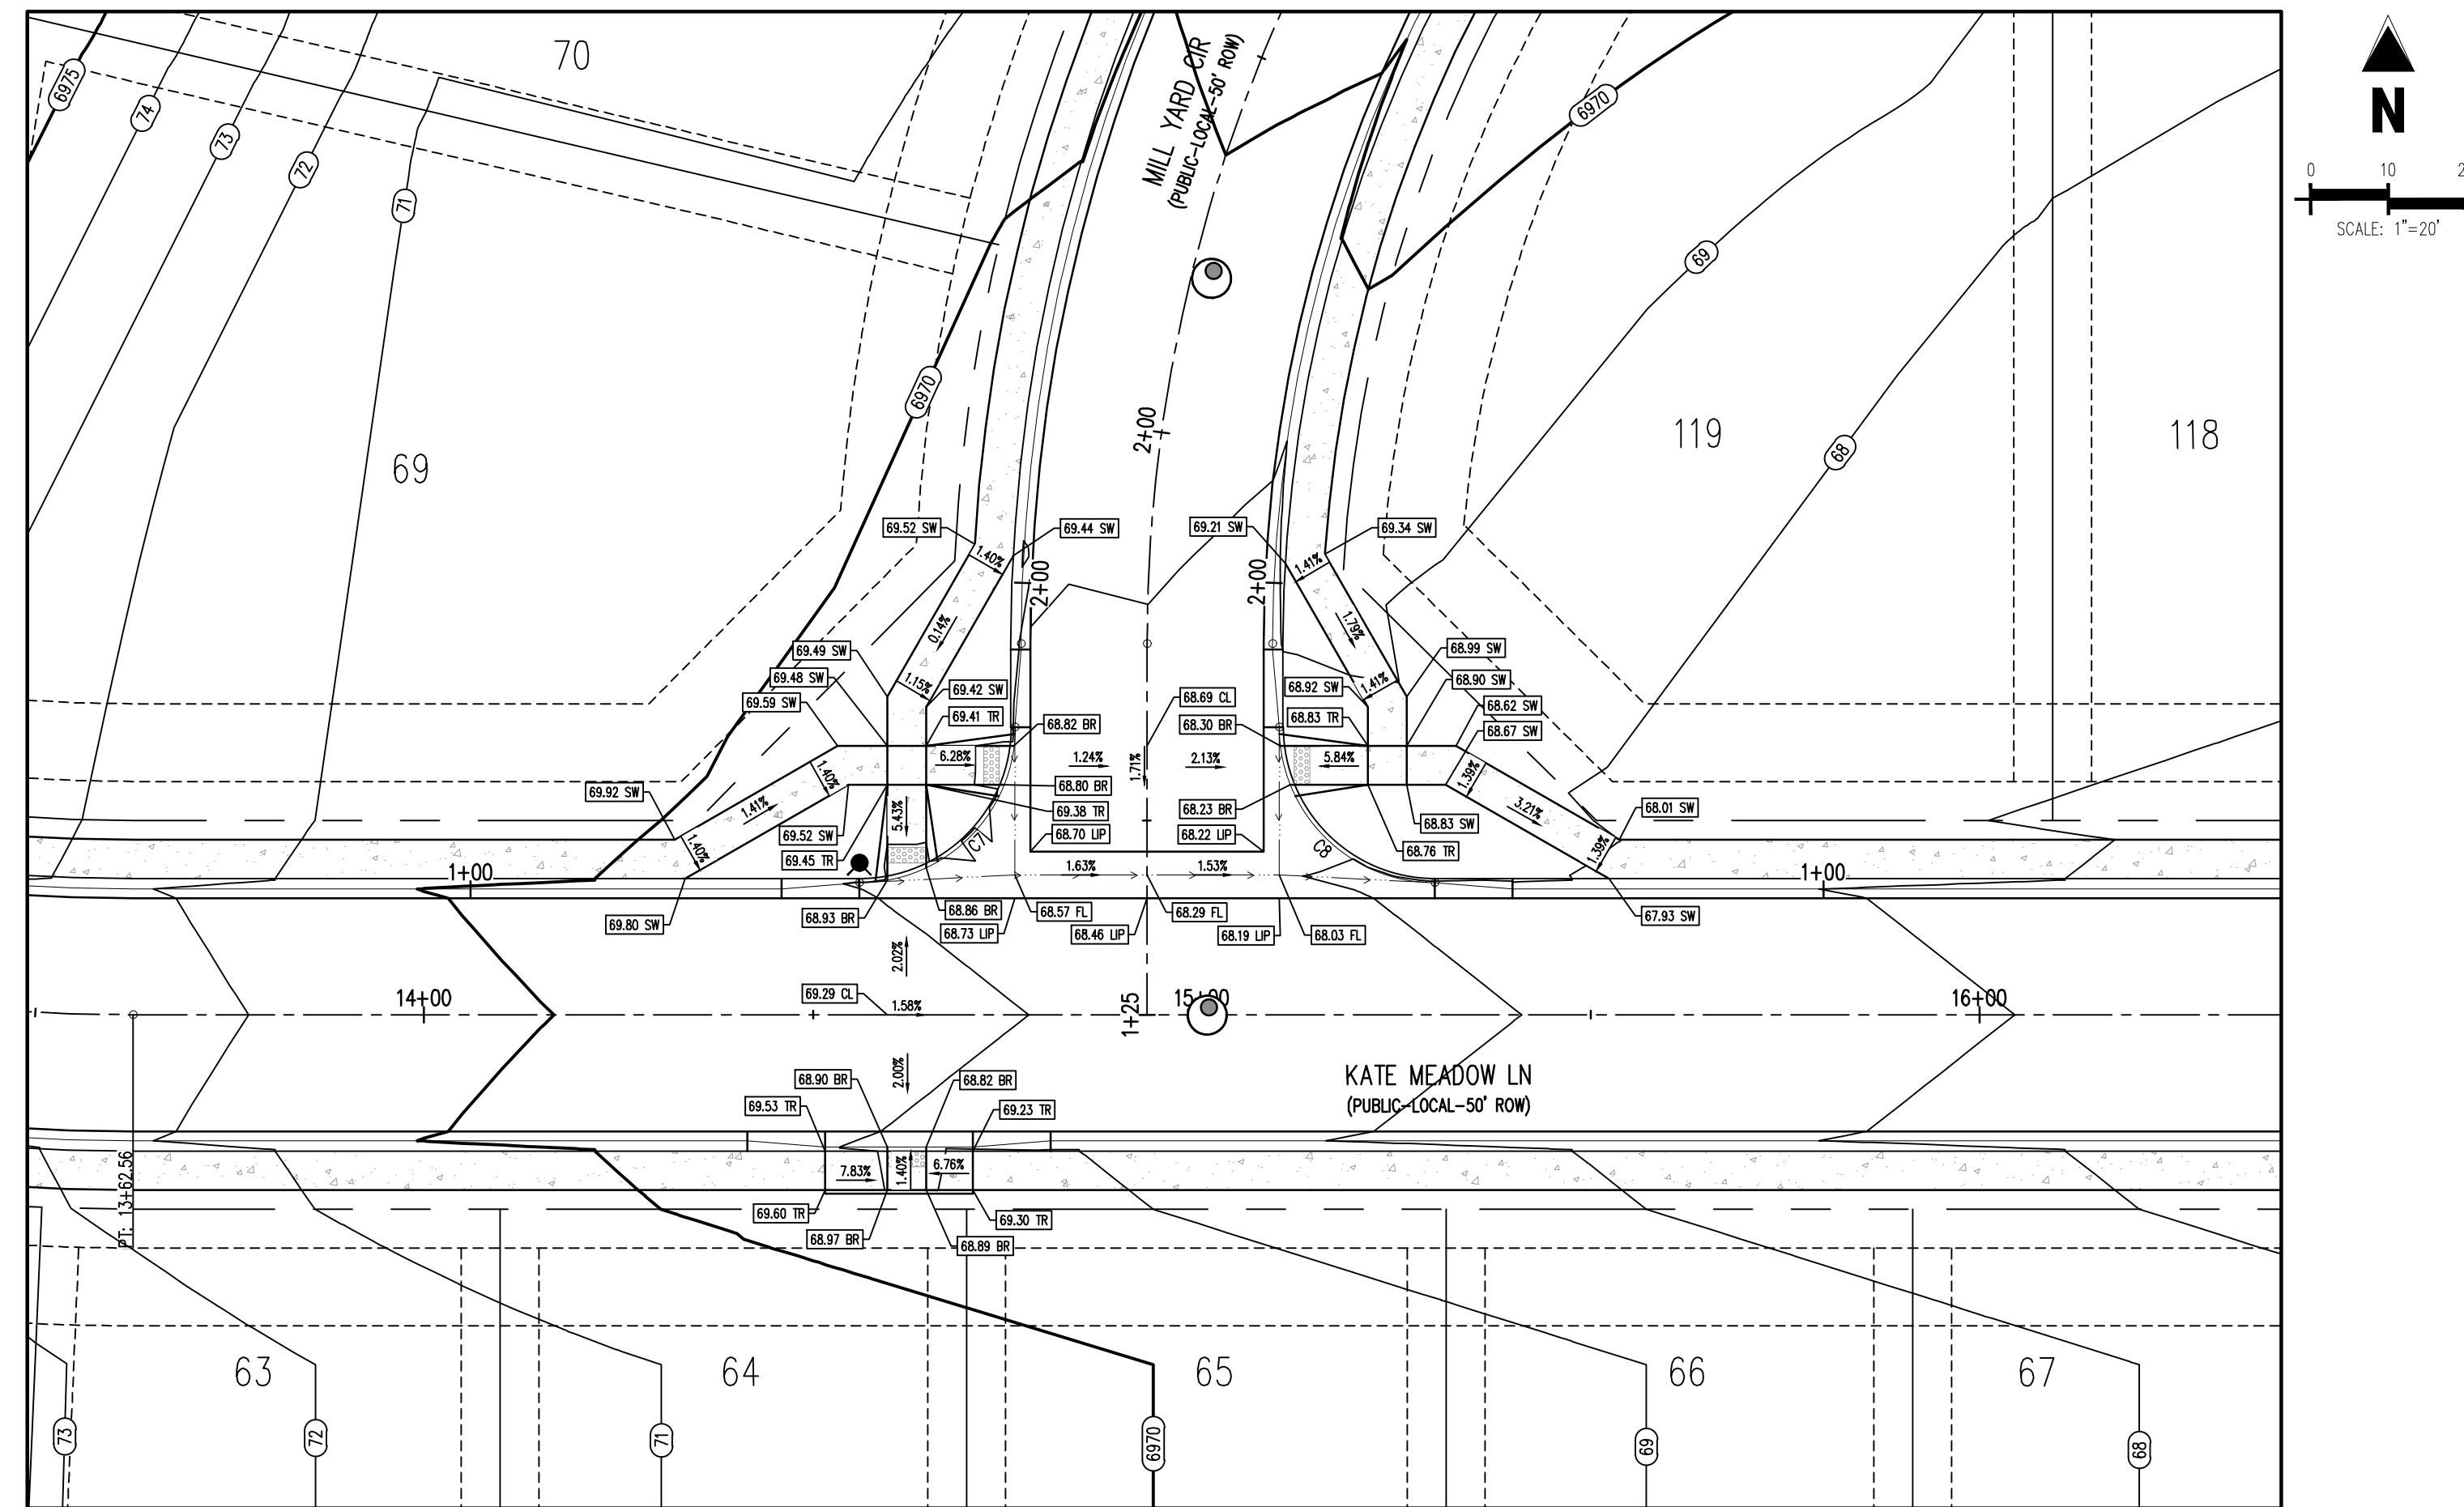 70
6975
74
73
72
71
MILL YARD CIR
(PUBLIC-LOCAL-50' ROW)
6970
N
0 10
SCALE: 1"=20'
69
6970
69
119
118
68
2+00
69.52 SW
69.44 SW
69.21 SW
69.34 SW
1.40%
1.41%
2+00
2+00
0.14%
1.79%
69.49 SW
68.99 SW
69.48 SW
1.15%
69.42 SW
68.92 SW
1.41%
68.90 SW
69.59 SW
69.41 TR
68.82 BR
68.69 CL
68.30 BR
68.83 TR
68.62 SW
68.67 SW
6.28%
1.24%
1.71%
2.13%
5.84%
1.40%
1.39%
69.92 SW
1.41%
68.80 BR
69.38 TR
68.23 BR
3.21%
68.01 SW
5.43%
69.52 SW
69.45 TR
68.70 LIP
68.22 LIP
68.83 SW
68.76 TR
C7
C8
1.40%
1.39%
1+00
1.63%
1.53%
1+00
69.80 SW
68.93 BR
68.86 BR
68.57 FL
68.29 FL
67.93 SW
68.73 LIP
68.46 LIP
68.19 LIP
68.03 FL
2.02%
69.29 CL
1.58%
14+00
1+25
15+00
16+00
2.00%
KATE MEADOW LN
(PUBLIC-LOCAL-50' ROW)
68.90 BR
68.82 BR
69.53 TR
69.23 TR
7.83%
1.40%
6.76%
PT: 13+62.56
69.60 TR
69.30 TR
68.97 BR
68.89 BR
63
64
65
66
67
73
72
71
6970
69
68